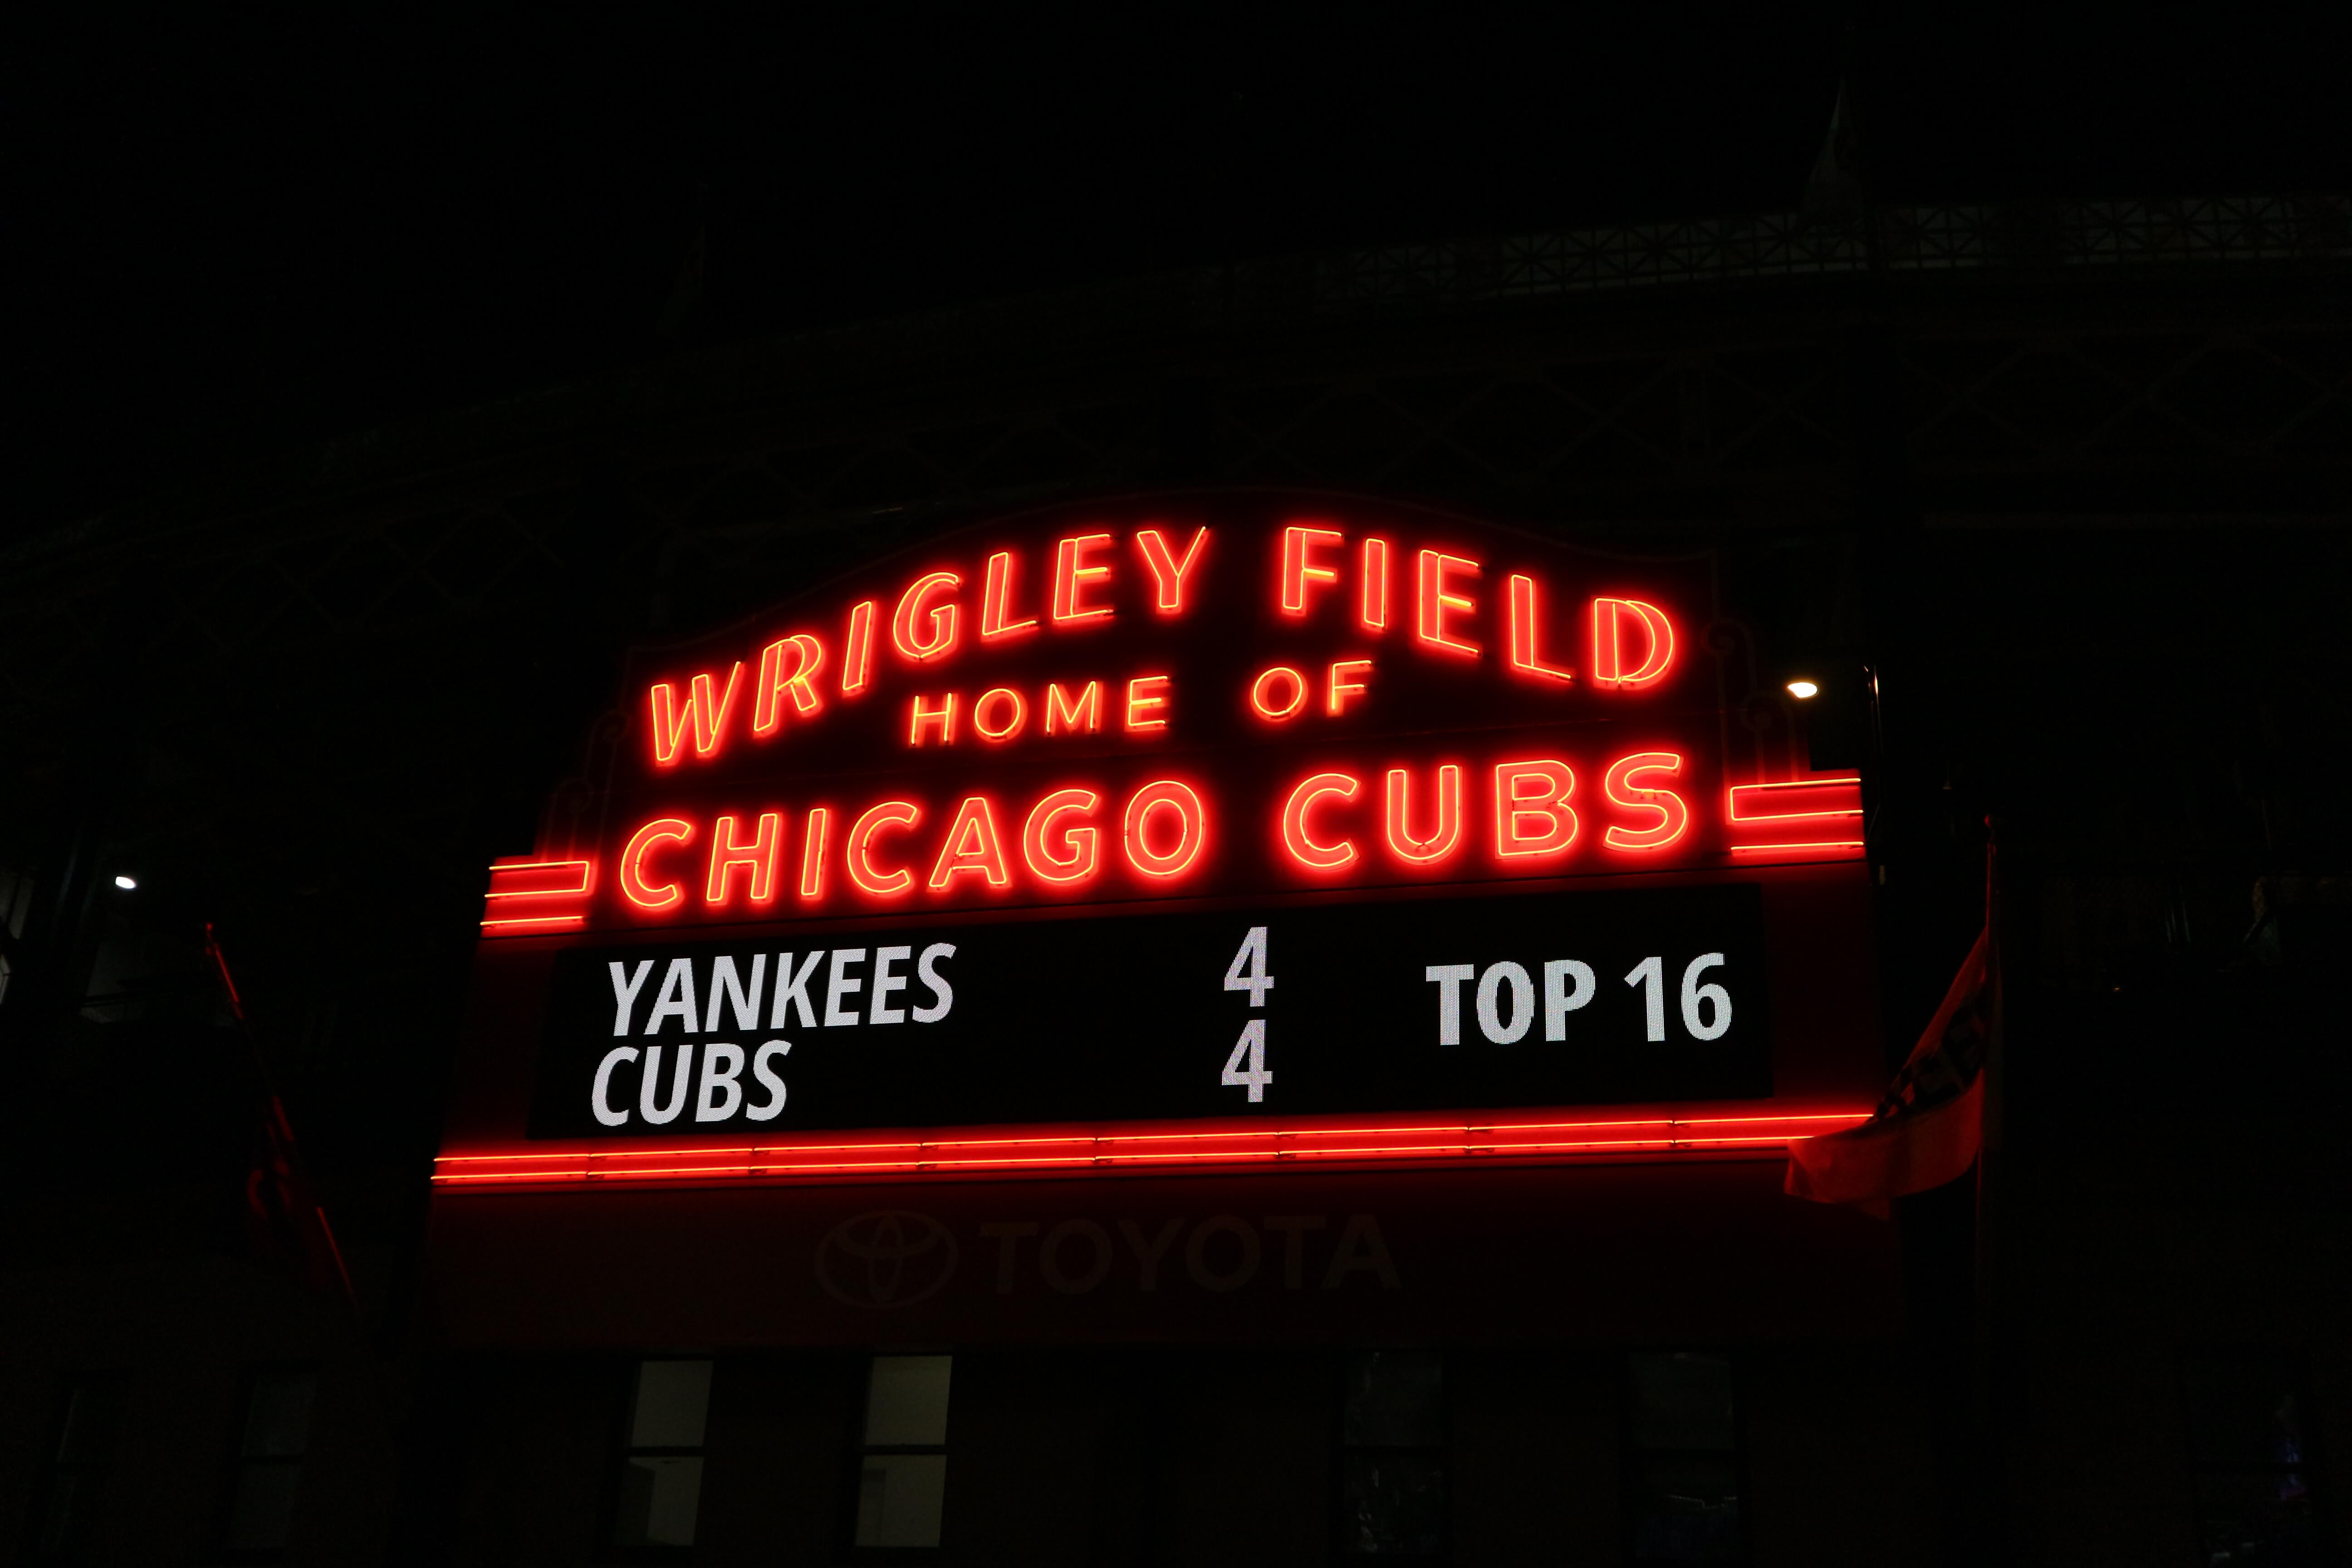 WRIGLEY FIELD
HOME OF
CHICAGO CUBS
YANKEES 4 TOP 16
CUBS 4
TOYOTA